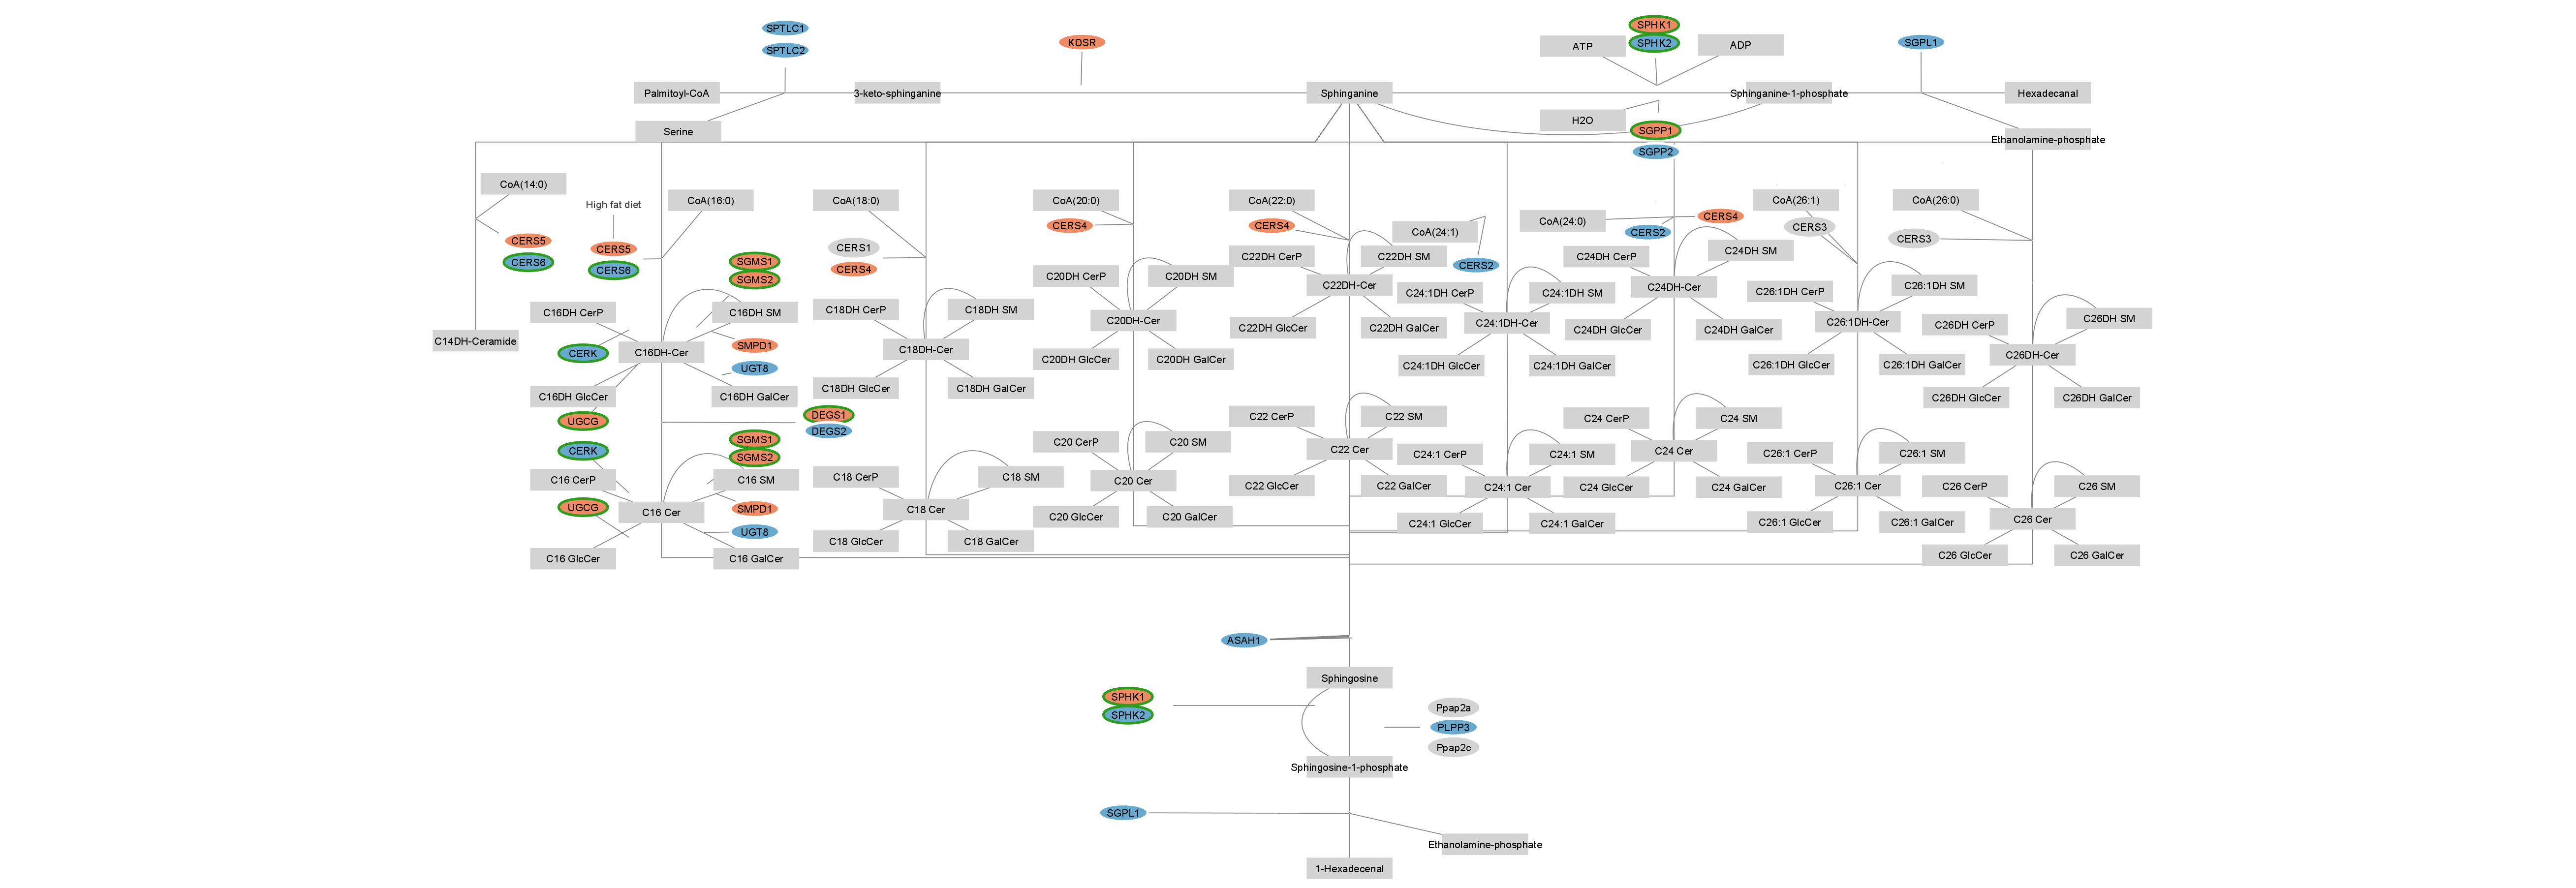 SPTLC1
SPTLC2
KDSR
SPHK1
SPHK2
ATP
ADP
SGPL1
Palmitoyl-CoA
3-keto-sphinganine
Sphinganine
Sphinganine-1-phosphate
Hexadecanal
Serine
H2O
SGPP1
SGPP2
Ethanolamine-phosphate
CoA(14:0)
High fat diet
CoA(16:0)
CoA(18:0)
CoA(20:0)
CoA(22:0)
CoA(24:1)
CoA(24:0)
CoA(26:1)
CoA(26:0)
CERS5
CERS6
CERS5
CERS6
CERS1
CERS4
CERS4
CERS4
CERS2
CERS4
CERS2
CERS3
CERS3
SGMS1
SGMS2
C16DH CerP
C16DH SM
CERK
C16DH-Cer
SMPD1
UGT8
C16DH GlcCer
C16DH GalCer
UGCG
C14DH-Ceramide
C18DH CerP
C18DH SM
C18DH-Cer
C18DH GlcCer
C18DH GalCer
C20DH CerP
C20DH SM
C20DH-Cer
C20DH GlcCer
C20DH GalCer
C22DH CerP
C22DH SM
C22DH-Cer
C22DH GlcCer
C22DH GalCer
C24:1DH CerP
C24:1DH SM
C24:1DH-Cer
C24:1DH GlcCer
C24:1DH GalCer
C24DH CerP
C24DH SM
C24DH-Cer
C24DH GlcCer
C24DH GalCer
C26:1DH CerP
C26:1DH SM
C26:1DH-Cer
C26:1DH GlcCer
C26:1DH GalCer
C26DH CerP
C26DH SM
C26DH-Cer
C26DH GlcCer
C26DH GalCer
DEGS1
DEGS2
CERK
SGMS1
SGMS2
C16 CerP
C16 SM
UGCG
C16 Cer
SMPD1
UGT8
C16 GlcCer
C16 GalCer
C18 CerP
C18 SM
C18 Cer
C18 GlcCer
C18 GalCer
C20 CerP
C20 SM
C20 Cer
C20 GlcCer
C20 GalCer
C22 CerP
C22 SM
C22 Cer
C22 GlcCer
C22 GalCer
C24:1 CerP
C24:1 SM
C24:1 Cer
C24:1 GlcCer
C24:1 GalCer
C24 CerP
C24 SM
C24 Cer
C24 GlcCer
C24 GalCer
C26:1 CerP
C26:1 SM
C26:1 Cer
C26:1 GlcCer
C26:1 GalCer
C26 CerP
C26 SM
C26 Cer
C26 GlcCer
C26 GalCer
ASAH1
Sphingosine
SPHK1
SPHK2
Ppap2a
PLPP3
Ppap2c
Sphingosine-1-phosphate
SGPL1
Ethanolamine-phosphate
1-Hexadecenal